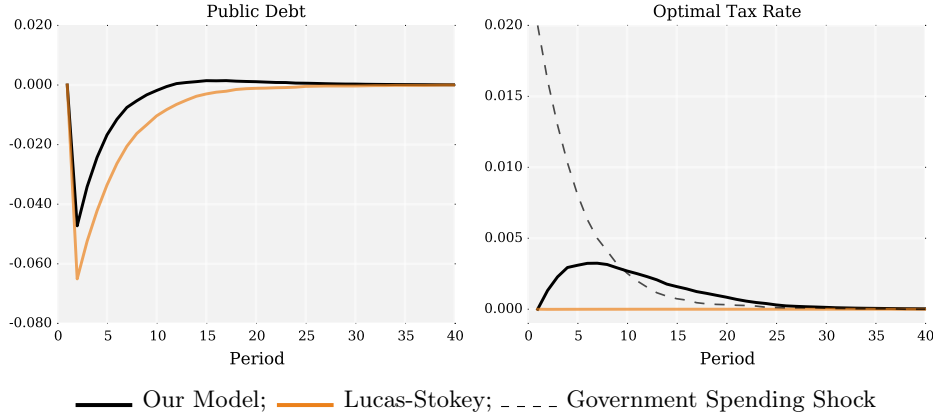 Public Debt
0.020
0.000
-0.020
-0.040
-0.060
-0.080
0 5 10 15 20 25 30 35 40
Period
Optimal Tax Rate
0.020
0.015
0.010
0.005
0.000
0 5 10 15 20 25 30 35 40
Period
Our Model; Lucas-Stokey; Government Spending Shock